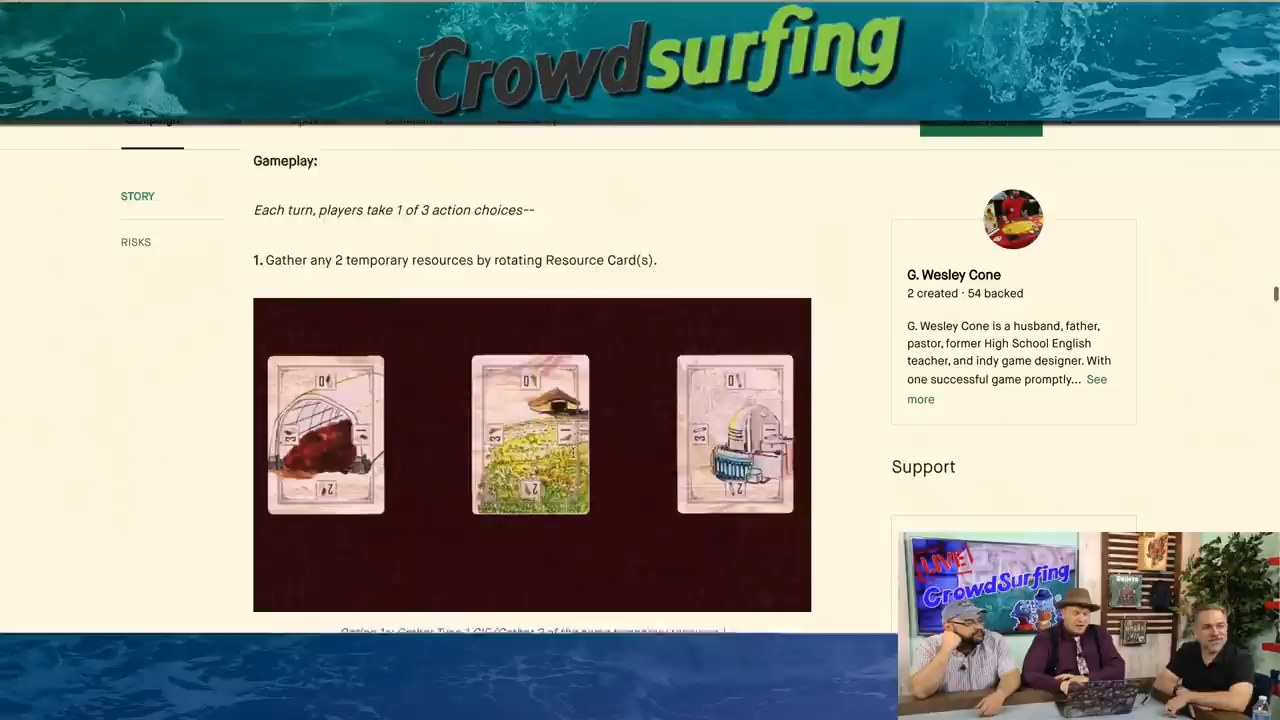 Crowdsurfing
Campaign
Gameplay:
STORY
Each turn, players take 1 of 3 action choices--
RISKS
1. Gather any 2 temporary resources by rotating Resource Card(s).
G. Wesley Cone
2 created · 54 backed
G. Wesley Cone is a husband, father,
pastor, former High School English
teacher, and indy game designer. With
one successful game promptly... See
more
Support
LIVE
CrowdSurfing